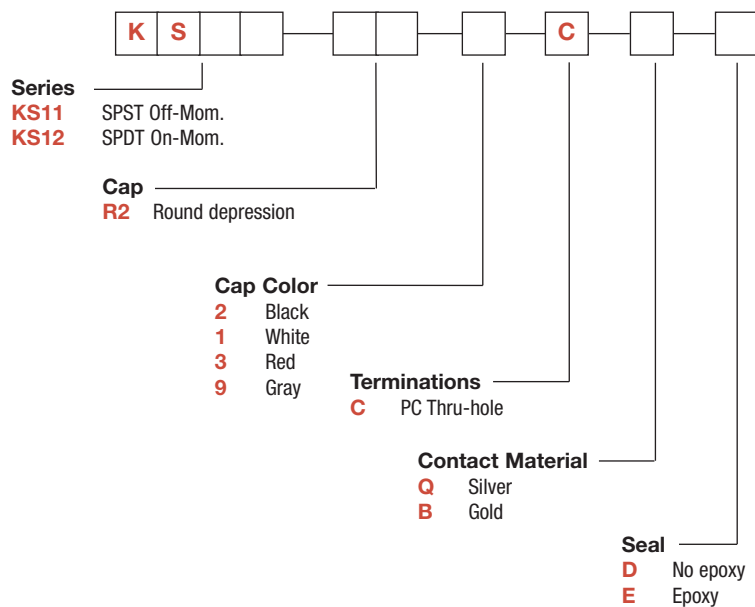 K S C
Series
KS11 SPST Off-Mom.
KS12 SPDT On-Mom.
Cap
R2 Round depression
Cap Color
2 Black
1 White
3 Red
9 Gray
Terminations
C PC Thru-hole
Contact Material
Q Silver
B Gold
Seal
D No epoxy
E Epoxy